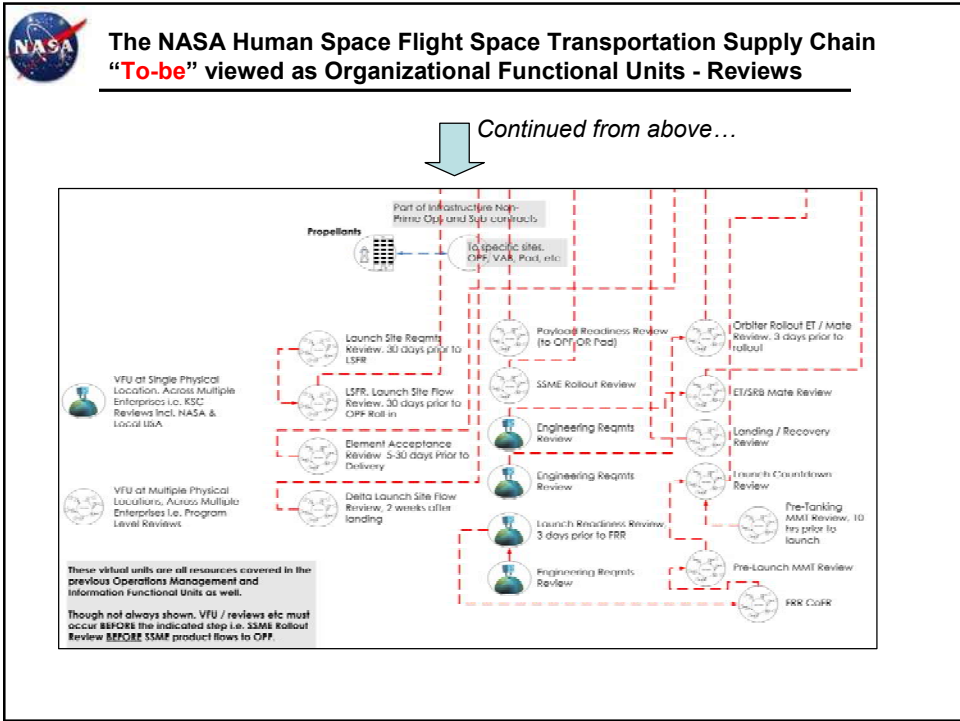 NASA
The NASA Human Space Flight Space Transportation Supply Chain
“To-be” viewed as Organizational Functional Units - Reviews
Continued from above…
Part of Infrastructure Non-
Prime Ops and Sub contracts
Propellants
To specific sites,
OPF, VAB, Pad, etc
Launch Site Reqmts
Review, 30 days prior to
LSFR
LSFR, Launch Site Flow
Review, 30 days prior to
OPF Roll in
Element Acceptance
Review 5-30 days Prior to
Delivery
Delta Launch Site Flow
Review, 2 weeks after
landing
VFU at Single Physical
Location, Across Multiple
Enterprises i.e. KSC
Reviews Incl. NASA &
Local USA
VFU at Multiple Physical
Locations, Across Multiple
Enterprises i.e. Program
Level Reviews
These virtual units are all resources covered in the
previous Operations Management and
Information Functional Units as well.
Though not always shown, VFU / reviews etc must
occur BEFORE the indicated step i.e. SSME Rollout
Review BEFORE SSME product flows to OPF.
Payload Readiness Review
(to OPF OR Pad)
SSME Rollout Review
Engineering Reqmts
Review
Engineering Reqmts
Review
Launch Readiness Review,
3 days prior to FRR
Engineering Reqmts
Review
Orbiter Rollout ET / Mate
Review, 3 days prior to
rollout
ET/SRB Mate Review
Landing / Recovery
Review
Launch Countdown
Review
Pre-Tanking
MMT Review, 10
hrs prior to
launch
Pre-Launch MMT Review
FRR CoFR